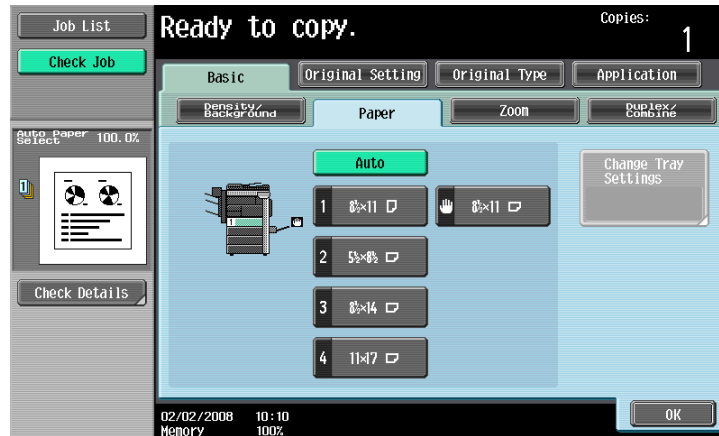 Job List
Check Job
Ready to copy.
Copies:
1
Basic
Original Setting
Original Type
Application
Density/
Background
Paper
Zoom
Duplex/
Combine
Auto Paper
Select 100.0%
1
Check Details
Auto
1 8½×11
8½×11
2 5½×8½
3 8½×14
4 11×17
1
Change Tray
Settings
OK
02/02/2008 10:10
Memory 100%